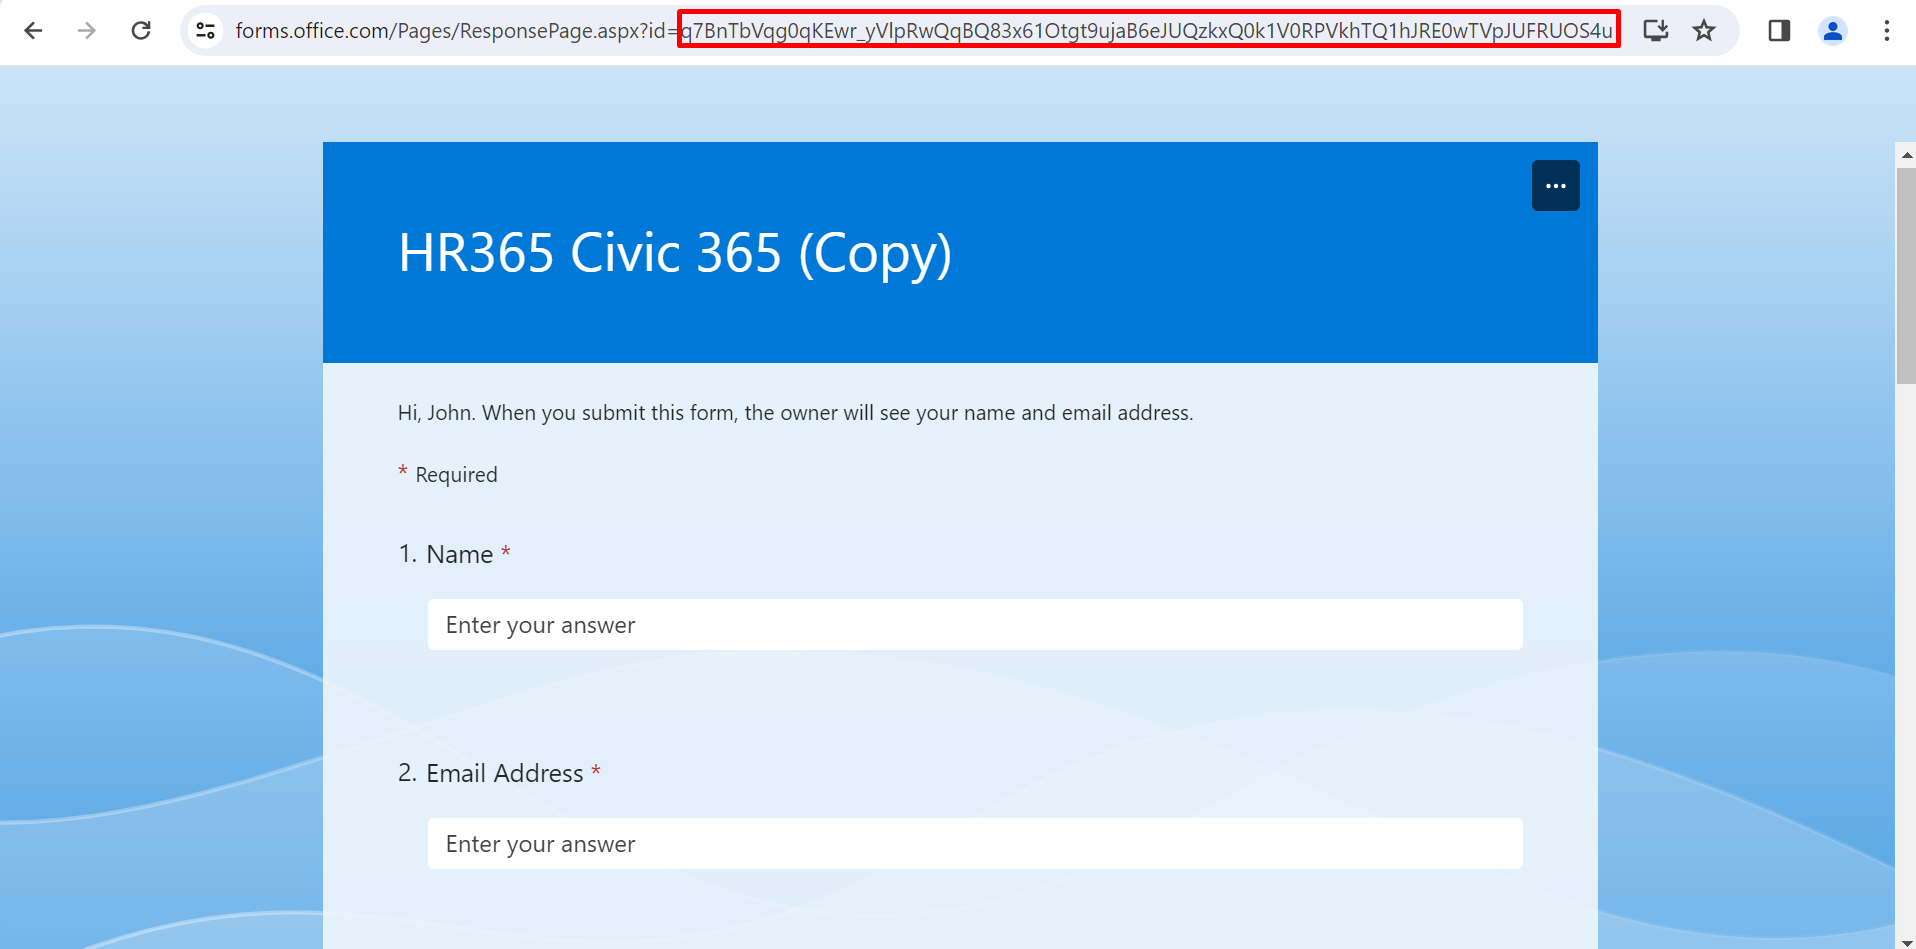 forms.office.com/Pages/ResponsePage.aspx?id=q7BnTbVqg0qKEwr_yVlpRwQqBQ83x61Otgt9ujaB6eJUQzkxQ0k1V0RPVkhTQ1hJRE0wTVpJUFRUOS4u
HR365 Civic 365 (Copy)
Hi, John. When you submit this form, the owner will see your name and email address.
* Required
1. Name *
Enter your answer
2. Email Address *
Enter your answer